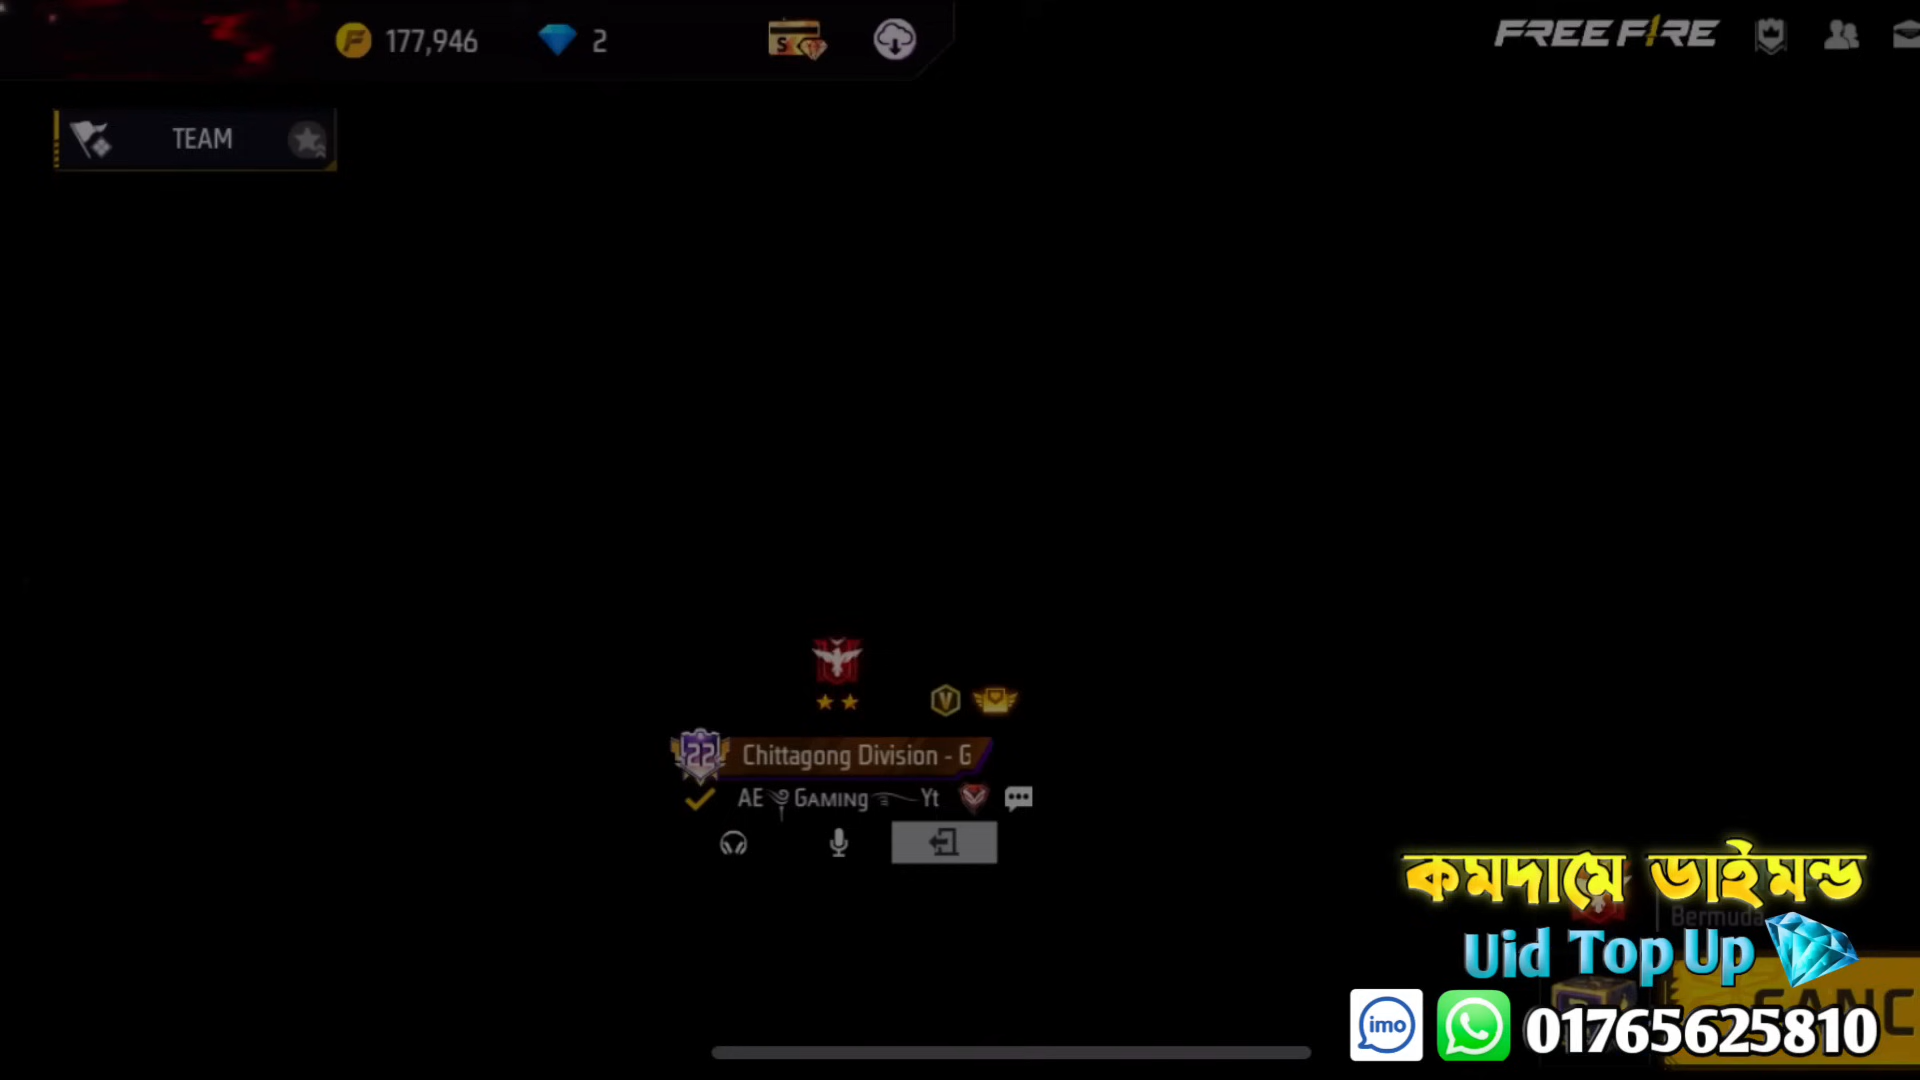 177,946
2
FREE FIRE
TEAM
V
22
Chittagong Division - G
AE Gaming Yt
কমদামে ডাইমন্ড
Bermuda
Uid Top Up
imo
01765625810